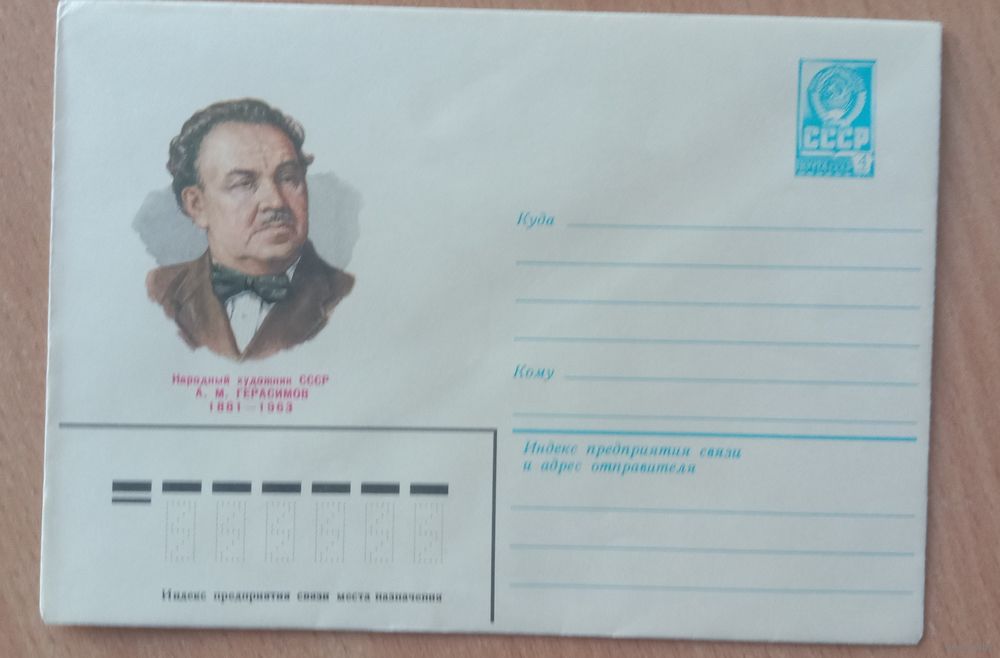 СССР
4
Народный художник СССР
А. М. ГЕРАСИМОВ
1881—1963
Куда
Кому
Индекс предприятия связи
и адрес отправителя
Индекс предприятия связи места назначения